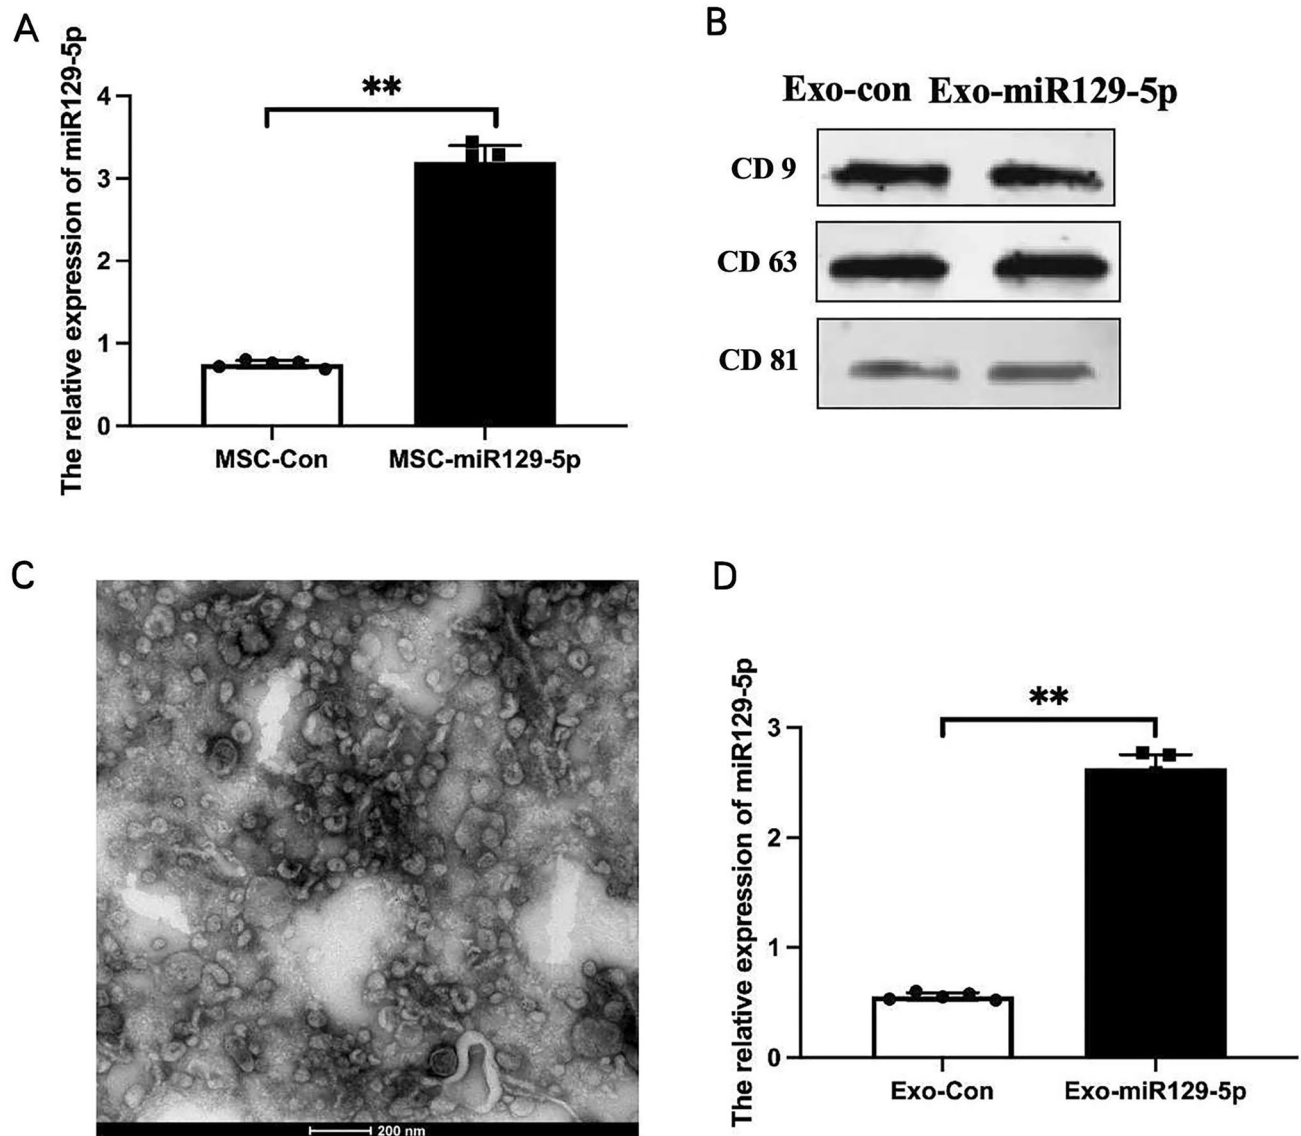 A
The relative expression of miR129-5p
4
3
2
1
0
**
MSC-Con
MSC-miR129-5p
B
Exo-con Exo-miR129-5p
CD 9
CD 63
CD 81
C
200 nm
D
The relative expression of miR129-5p
3
2
1
0
**
Exo-Con
Exo-miR129-5p